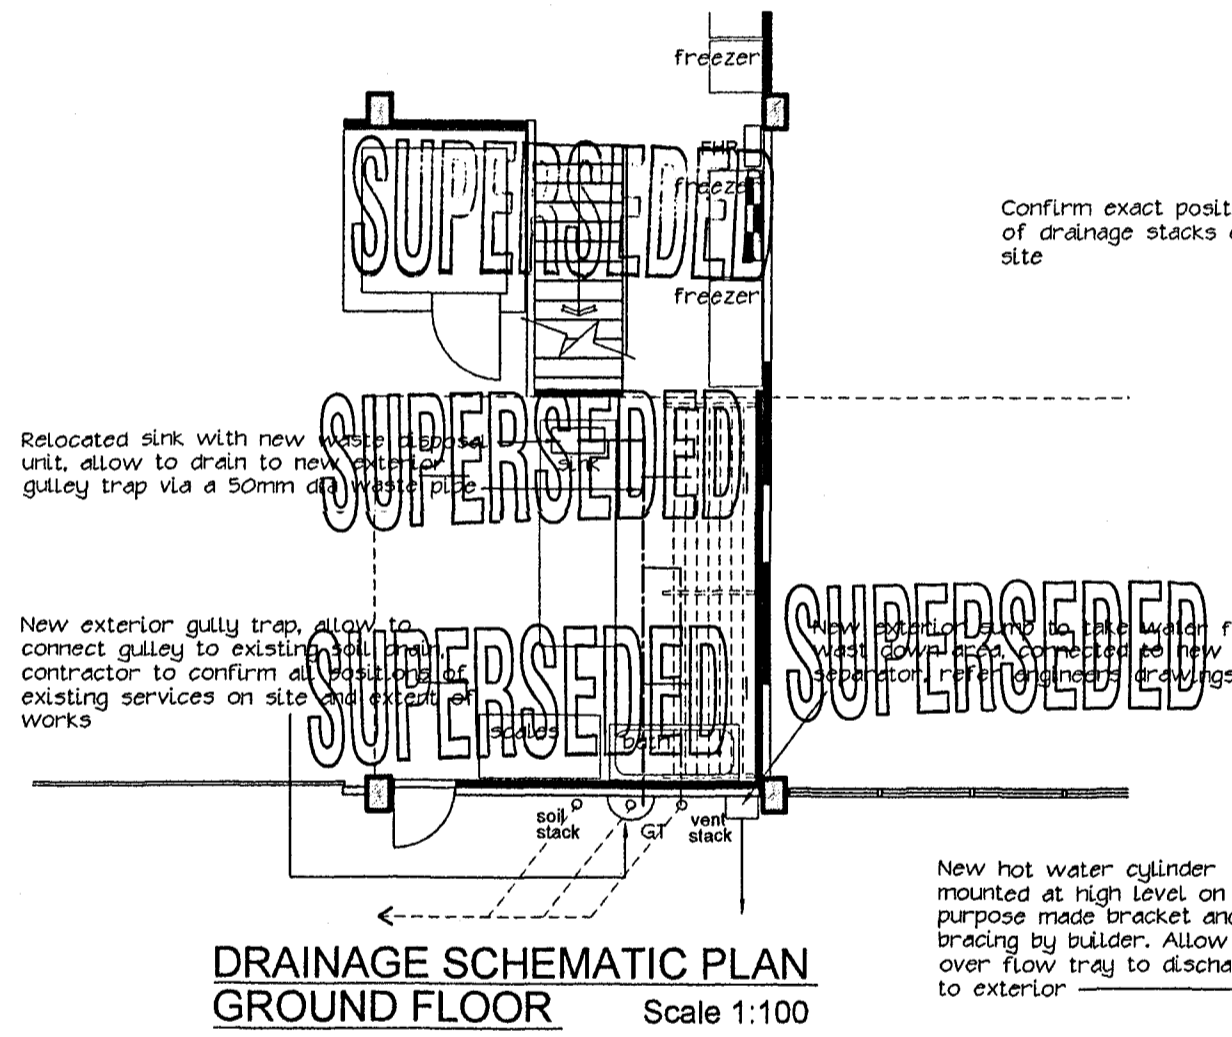 freezer
EHR
SUPERSEDED
freezer
Confirm exact posit
of drainage stacks
site
freezer
SUPERSEDED
Relocated sink with new waste disposal
unit, allow to drain to new exterior
gulley trap via a 50mm dia waste pipe
sink
SUPERSEDED
New exterior gully trap, allow to
connect gulley to existing soil drain,
contractor to confirm all positions of
existing services on site and extent of
works
SUPERSEDED
New exterior sump to take water f
wast down area, connected to new
separator, refer engineers drawings
scales
bath
soil
stack
GT
vent
stack
New hot water cylinder
mounted at high level on
purpose made bracket and
bracing by builder. Allow
over flow tray to discha
to exterior
DRAINAGE SCHEMATIC PLAN
GROUND FLOOR
Scale 1:100